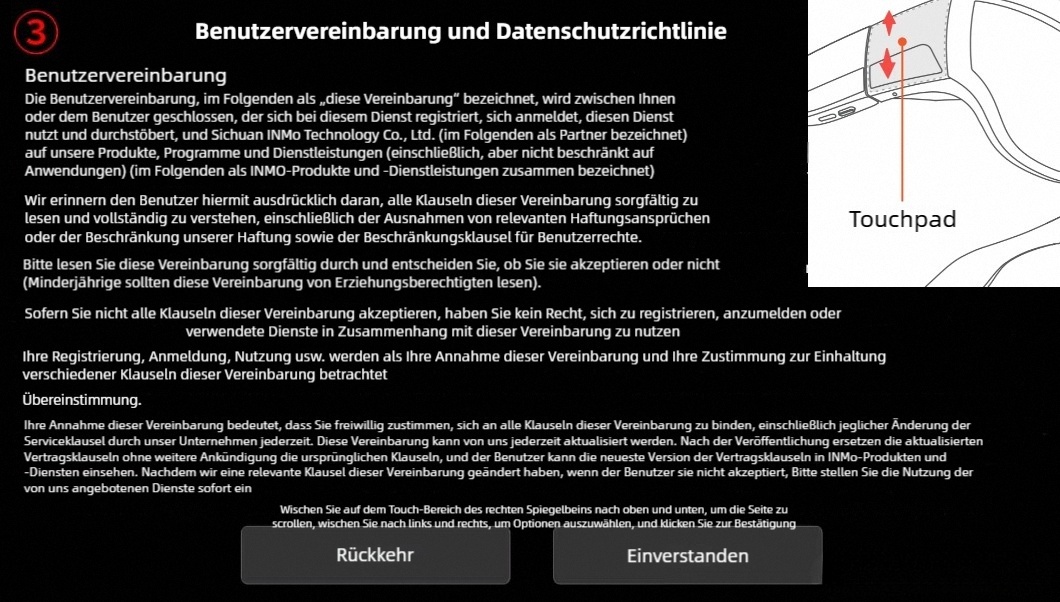 3
Benutzervereinbarung und Datenschutzrichtlinie
Benutzervereinbarung
Die Benutzervereinbarung, im Folgenden als „diese Vereinbarung“ bezeichnet, wird zwischen Ihnen
oder dem Benutzer geschlossen, der sich bei diesem Dienst registriert, sich anmeldet, diesen Dienst
nutzt und durchstöbert, und Sichuan INMo Technology Co., Ltd. (im Folgenden als Partner bezeichnet)
auf unsere Produkte, Programme und Dienstleistungen (einschließlich, aber nicht beschränkt auf
Anwendungen) (im Folgenden als INMO-Produkte und -Dienstleistungen zusammen bezeichnet)
Wir erinnern den Benutzer hiermit ausdrücklich daran, alle Klauseln dieser Vereinbarung sorgfältig zu
lesen und vollständig zu verstehen, einschließlich der Ausnahmen von relevanten Haftungsansprüchen
oder der Beschränkung unserer Haftung sowie der Beschränkungsklausel für Benutzerrechte.
Bitte lesen Sie diese Vereinbarung sorgfältig durch und entscheiden Sie, ob Sie sie akzeptieren oder nicht
(Minderjährige sollten diese Vereinbarung von Erziehungsberechtigten lesen).
Sofern Sie nicht alle Klauseln dieser Vereinbarung akzeptieren, haben Sie kein Recht, sich zu registrieren, anzumelden oder
verwendete Dienste in Zusammenhang mit dieser Vereinbarung zu nutzen
Ihre Registrierung, Anmeldung, Nutzung usw. werden als Ihre Annahme dieser Vereinbarung und Ihre Zustimmung zur Einhaltung
verschiedener Klauseln dieser Vereinbarung betrachtet
Übereinstimmung.
Ihre Annahme dieser Vereinbarung bedeutet, dass Sie freiwillig zustimmen, sich an alle Klauseln dieser Vereinbarung zu binden, einschließlich jeglicher Änderung der
Serviceklausel durch unser Unternehmen jederzeit. Diese Vereinbarung kann von uns jederzeit aktualisiert werden. Nach der Veröffentlichung ersetzen die aktualisierten
Vertragsklauseln ohne weitere Ankündigung die ursprünglichen Klauseln, und der Benutzer kann die neueste Version der Vertragsklauseln in INMo-Produkten und
-Diensten einsehen. Nachdem wir eine relevante Klausel dieser Vereinbarung geändert haben, wenn der Benutzer sie nicht akzeptiert, Bitte stellen Sie die Nutzung der
von uns angebotenen Dienste sofort ein
Wischen Sie auf dem Touch-Bereich des rechten Spiegelbeins nach oben und unten, um die Seite zu
scrollen, wischen Sie nach links und rechts, um Optionen auszuwählen, und klicken Sie zur Bestätigung
Rückkehr
Einverstanden
Touchpad